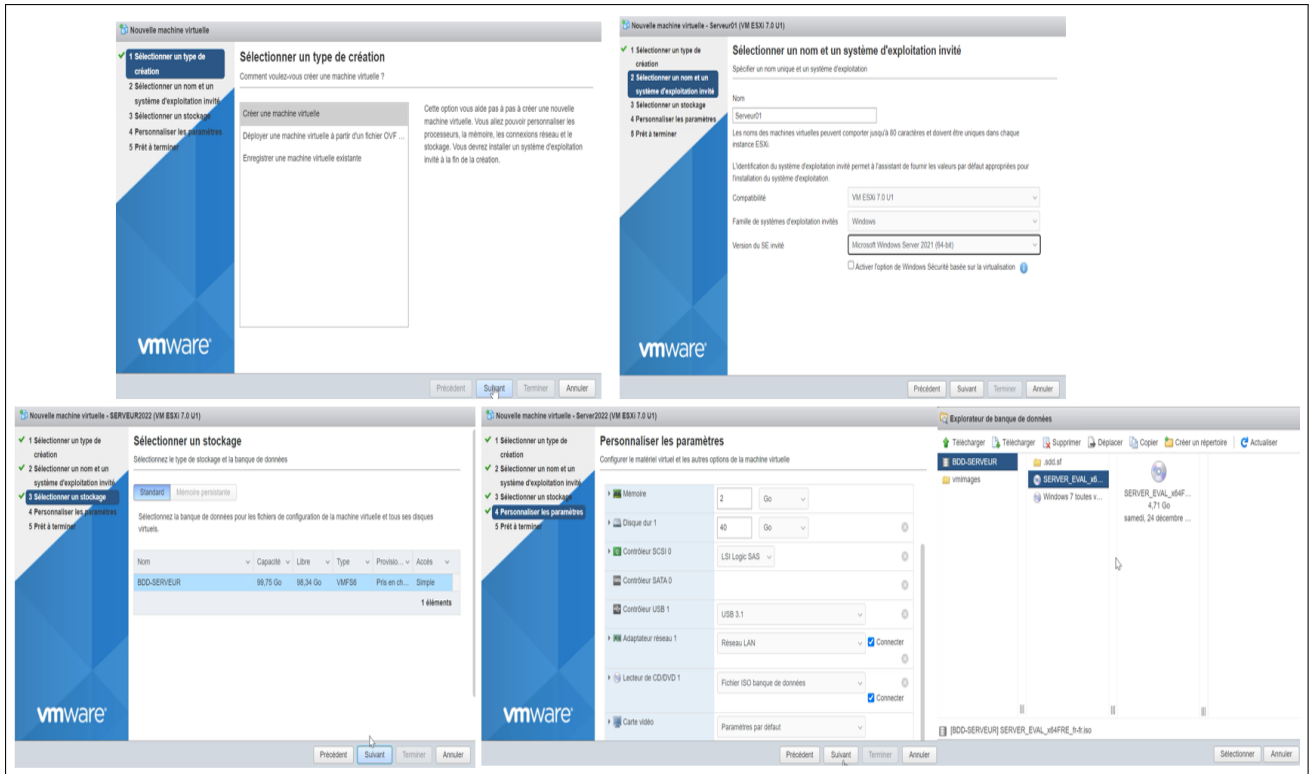 Nouvelle machine virtuelle
1 Sélectionner un type de
création
2 Sélectionner un nom et un
système d'exploitation invité
3 Sélectionner un stockage
4 Personnaliser les paramètres
5 Prêt à terminer
Sélectionner un type de création
Comment voulez-vous créer une machine virtuelle ?
Créer une machine virtuelle
Déployer une machine virtuelle à partir d'un fichier OVF ...
Enregistrer une machine virtuelle existante
Cette option vous aide pas à pas à créer une nouvelle
machine virtuelle. Vous allez pouvoir personnaliser les
processeurs, la mémoire, les connexions réseau et le
stockage. Vous devrez installer un système d'exploitation
invité à la fin de la création.
vmware
Précédent Suivant Terminer Annuler
Nouvelle machine virtuelle - Serveur01 (VM ESXi 7.0 U1)
1 Sélectionner un type de
création
2 Sélectionner un nom et un
système d'exploitation invité
3 Sélectionner un stockage
4 Personnaliser les paramètres
5 Prêt à terminer
Sélectionner un nom et un système d'exploitation invité
Spécifier un nom unique et un système d'exploitation
Nom
Serveur01
Les noms des machines virtuelles peuvent comporter jusqu'à 80 caractères et doivent être uniques dans chaque
instance ESXi.
L'identification du système d'exploitation invité permet à l'assistant de fournir les valeurs par défaut appropriées pour
l'installation du système d'exploitation.
Compatibilité VM ESXi 7.0 U1
Famille de systèmes d'exploitation invités Windows
Version du SE invité Microsoft Windows Server 2021 (64-bit)
Activer l'option de Windows Sécurité basée sur la virtualisation
vmware
Précédent Suivant Terminer Annuler
Nouvelle machine virtuelle - SERVEUR2022 (VM ESXi 7.0 U1)
1 Sélectionner un type de
création
2 Sélectionner un nom et un
système d'exploitation invité
3 Sélectionner un stockage
4 Personnaliser les paramètres
5 Prêt à terminer
Sélectionner un stockage
Sélectionnez le type de stockage et la banque de données
Standard Mémoire persistante
Sélectionnez la banque de données pour les fichiers de configuration de la machine virtuelle et tous ses disques
virtuels.
Nom Capacité Libre Type Provisio... Accès
BDD-SERVEUR 99,75 Go 98,34 Go VMFS6 Pris en ch... Simple
1 éléments
vmware
Précédent Suivant Terminer Annuler
Nouvelle machine virtuelle - Server2022 (VM ESXi 7.0 U1)
1 Sélectionner un type de
création
2 Sélectionner un nom et un
système d'exploitation invité
3 Sélectionner un stockage
4 Personnaliser les paramètres
5 Prêt à terminer
Personnaliser les paramètres
Configurer le matériel virtuel et les autres options de la machine virtuelle
Mémoire 2 Go
Disque dur 1 40 Go
Contrôleur SCSI 0 LSI Logic SAS
Contrôleur SATA 0
Contrôleur USB 1 USB 3.1
Adaptateur réseau 1 Réseau LAN Connecter
Lecteur de CD/DVD 1 Fichier ISO banque de données
Connecter
Carte vidéo Paramètres par défaut
vmware
Précédent Suivant Terminer Annuler
Explorateur de banque de données
Télécharger Télécharger Supprimer Déplacer Copier Créer un répertoire Actualiser
BDD-SERVEUR .sdd.sf
vmimages SERVER_EVAL_x6...
Windows 7 toutes v...
SERVER_EVAL_x64F...
4,71 Go
samedi, 24 décembre ...
[BDD-SERVEUR] SERVER_EVAL_x64FRE_fr-fr.iso
Sélectionner Annuler